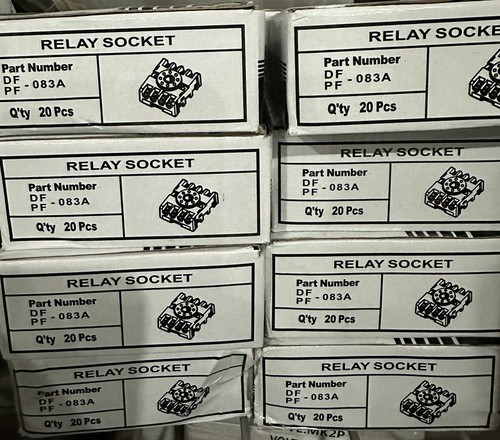 RELAY SOCKET
Part Number
DF
PF - 083A
Q'ty 20 Pcs
RELAY SOCKE
Part Number
DF
PF - 083A
Q'ty 20 Pcs
RELAY SOCKET
Part Number
DF
PF - 083A
Q'ty 20 Pcs
RELAY SOCKET
Part Number
DF
PF - 083A
Q'ty 20 Pcs
RELAY SOCKET
Part Number
DF
PF - 083A
Q'ty 20 Pcs
RELAY SOCKET
Part Number
DF
PF - 083A
Q'ty 20 Pcs
RELAY SOCKET
Part Number
DF
PF - 083A
Q'ty 20 Pcs
RELAY SOCKET
Part Number
DF
PF - 083A
Q'ty 20 Pcs
MK2P